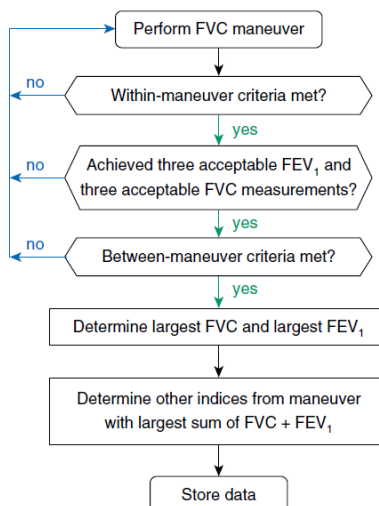 Perform FVC maneuver
no
Within-maneuver criteria met?
yes
no
Achieved three acceptable FEV₁ and
three acceptable FVC measurements?
yes
no
Between-maneuver criteria met?
yes
Determine largest FVC and largest FEV₁
Determine other indices from maneuver
with largest sum of FVC + FEV₁
Store data